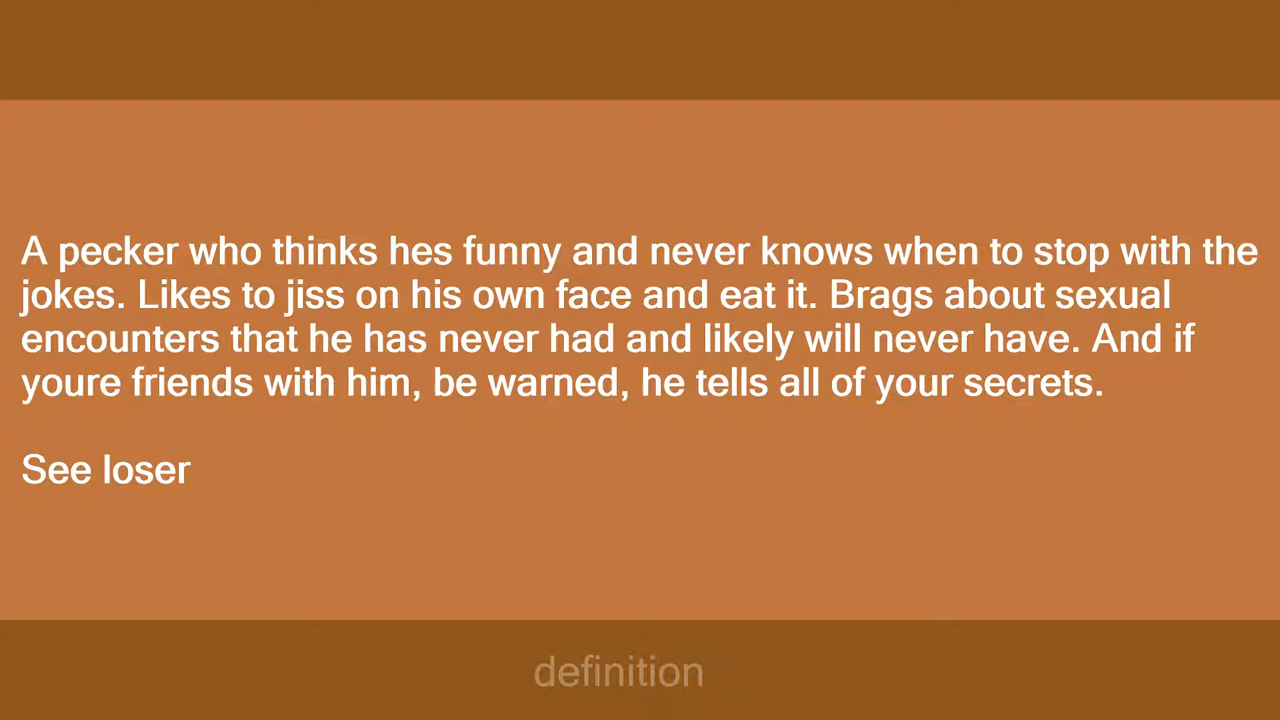 A pecker who thinks hes funny and never knows when to stop with the
jokes. Likes to jiss on his own face and eat it. Brags about sexual
encounters that he has never had and likely will never have. And if
youre friends with him, be warned, he tells all of your secrets.
See loser
definition